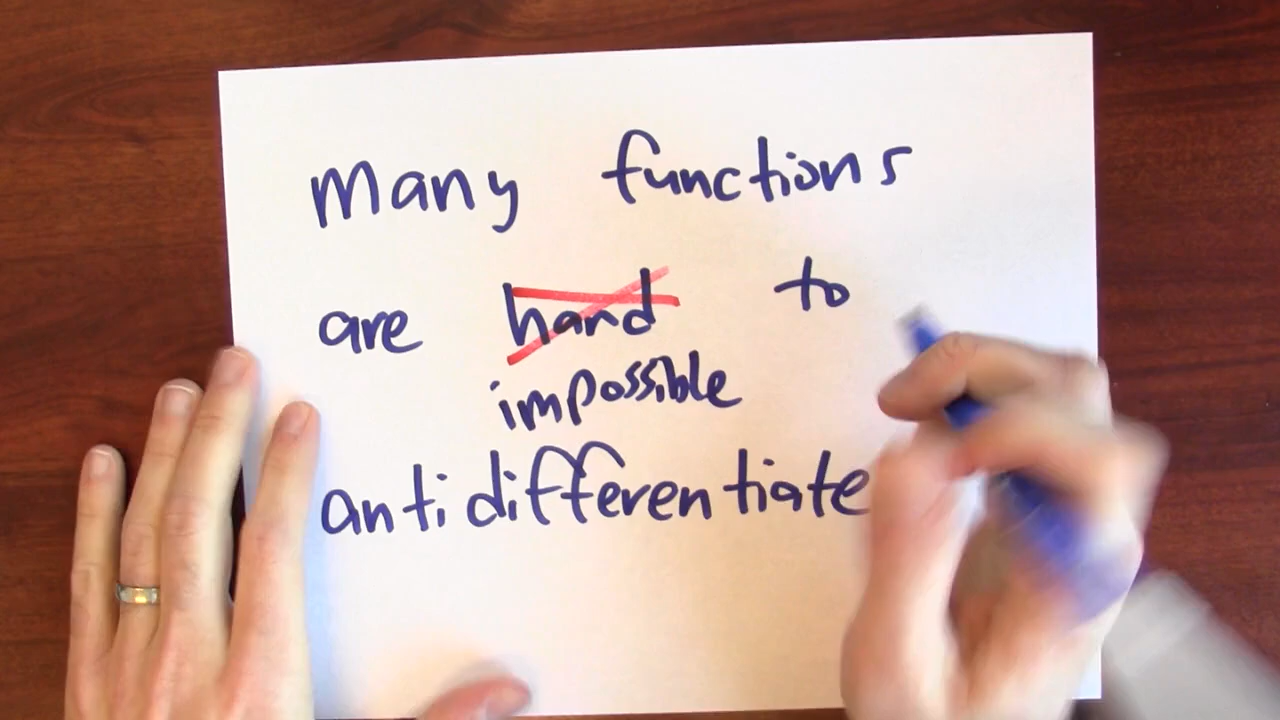 Many functions
are hard to
impossible
antidifferentiate